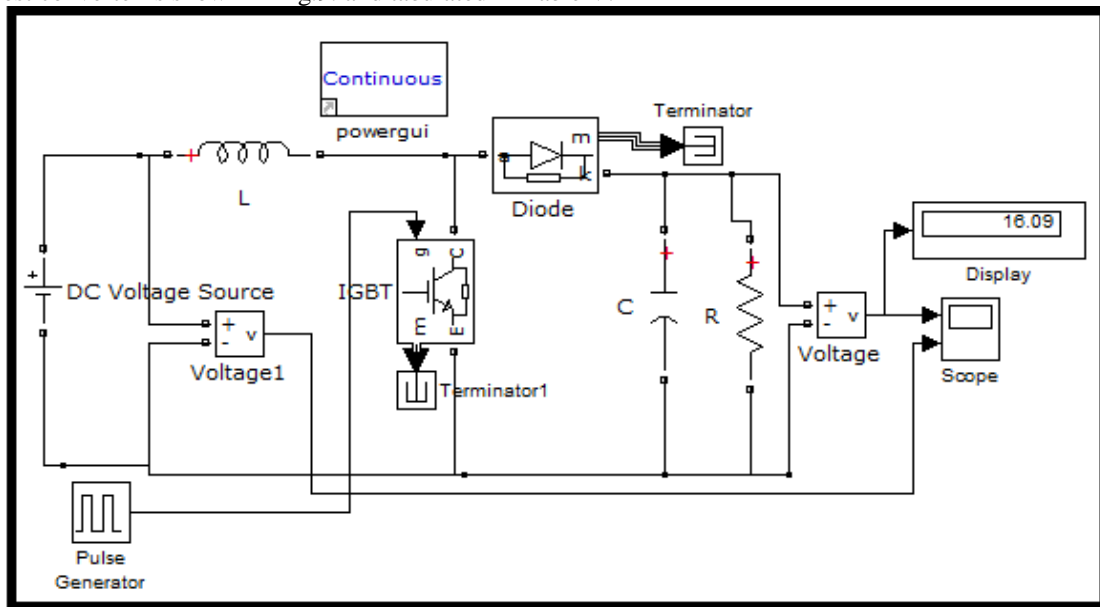 Continuous
powergui
Terminator
m
a
k
L
Diode
16.09
Display
g
C
+
DC Voltage Source
IGBT
m
E
+
-
v
Voltage1
C
R
+
-
v
Voltage
Scope
Terminator1
Pulse
Generator